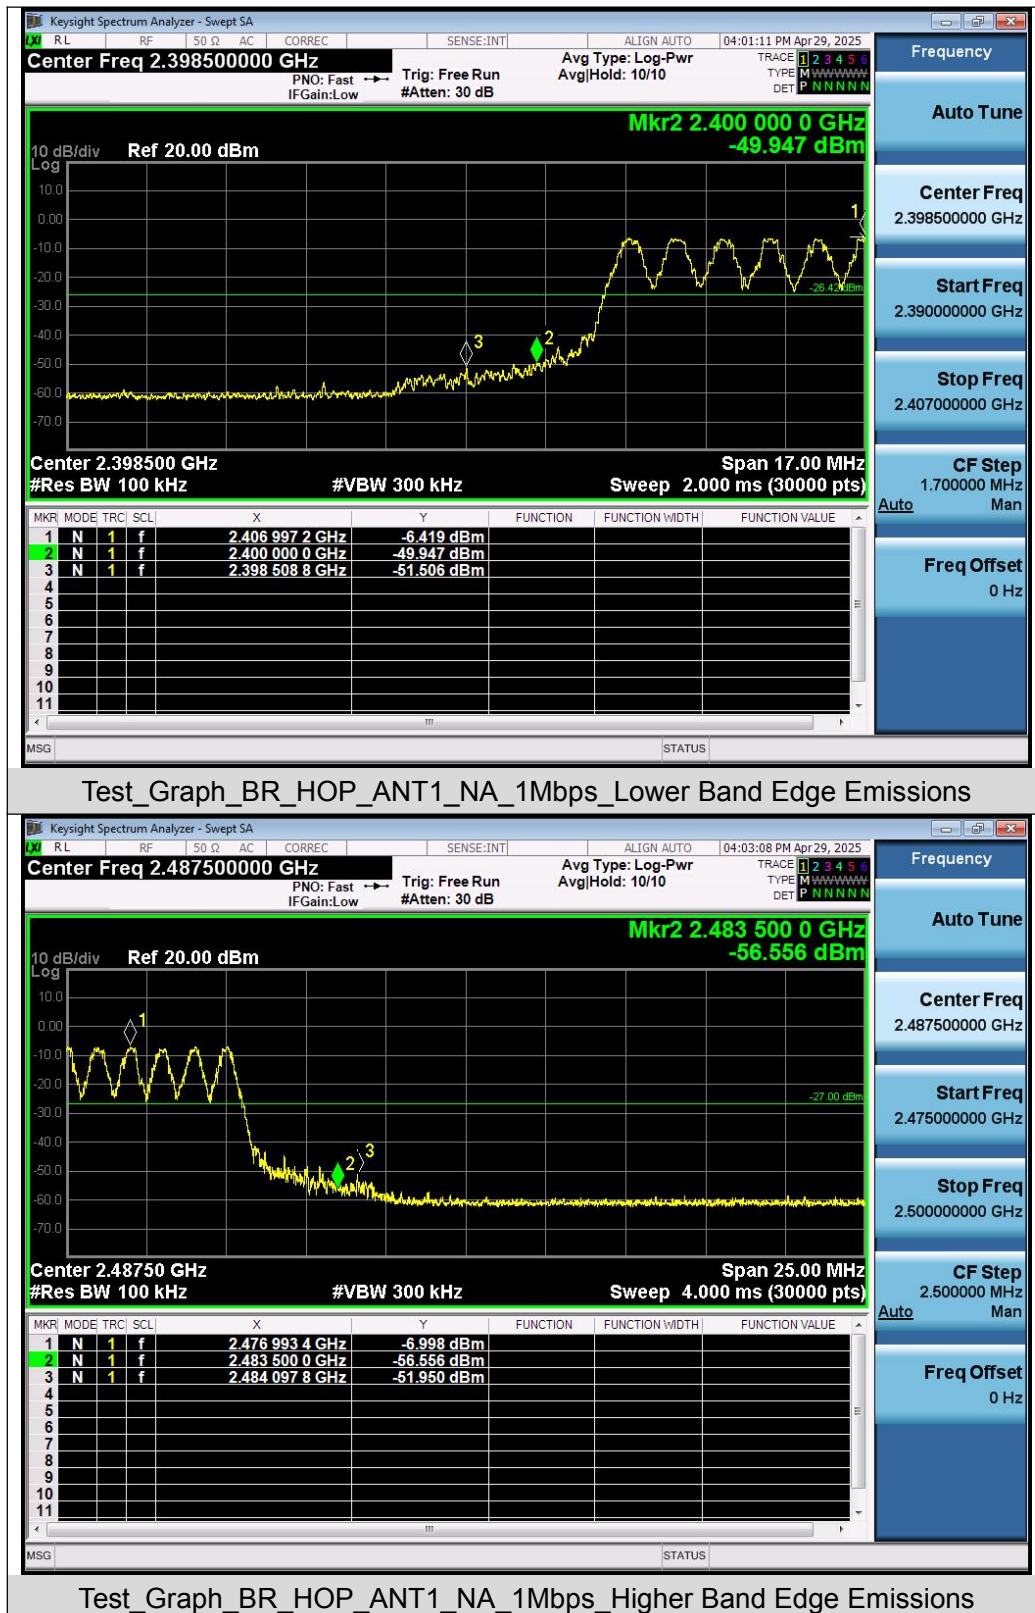 Keysight Spectrum Analyzer - Swept SA
LXI RL RF 50 Ω AC CORREC SENSE:INT ALIGN AUTO 04:01:11 PM Apr 29, 2025
Center Freq 2.398500000 GHz
PNO: Fast
IFGain:Low
Trig: Free Run
#Atten: 30 dB
Avg Type: Log-Pwr
Avg|Hold: 10/10
TRACE 1 2 3 4 5 6
TYPE M W W W W W
DET P N N N N N
Mkr2 2.400 000 0 GHz
-49.947 dBm
10 dB/div Ref 20.00 dBm
Log
10.0
0.00
-10.0
-20.0
-30.0
-40.0
-50.0
-60.0
-70.0
1
-26.42 dBm
3
2
Center 2.398500 GHz Span 17.00 MHz
#Res BW 100 kHz #VBW 300 kHz Sweep 2.000 ms (30000 pts)
MKR MODE TRC SCL X Y FUNCTION FUNCTION WIDTH FUNCTION VALUE
1 N 1 f 2.406 997 2 GHz -6.419 dBm
2 N 1 f 2.400 000 0 GHz -49.947 dBm
3 N 1 f 2.398 508 8 GHz -51.506 dBm
4
5
6
7
8
9
10
11
MSG STATUS
Frequency
Auto Tune
Center Freq
2.398500000 GHz
Start Freq
2.390000000 GHz
Stop Freq
2.407000000 GHz
CF Step
1.700000 MHz
Auto Man
Freq Offset
0 Hz
Test_Graph_BR_HOP_ANT1_NA_1Mbps_Lower Band Edge Emissions
Keysight Spectrum Analyzer - Swept SA
LXI RL RF 50 Ω AC CORREC SENSE:INT ALIGN AUTO 04:03:08 PM Apr 29, 2025
Center Freq 2.487500000 GHz
PNO: Fast
IFGain:Low
Trig: Free Run
#Atten: 30 dB
Avg Type: Log-Pwr
Avg|Hold: 10/10
TRACE 1 2 3 4 5 6
TYPE M W W W W W
DET P N N N N N
Mkr2 2.483 500 0 GHz
-56.556 dBm
10 dB/div Ref 20.00 dBm
Log
10.0
0.00
-10.0
-20.0
-30.0
-40.0
-50.0
-60.0
-70.0
1
-27.00 dBm
2
3
Center 2.48750 GHz Span 25.00 MHz
#Res BW 100 kHz #VBW 300 kHz Sweep 4.000 ms (30000 pts)
MKR MODE TRC SCL X Y FUNCTION FUNCTION WIDTH FUNCTION VALUE
1 N 1 f 2.476 993 4 GHz -6.998 dBm
2 N 1 f 2.483 500 0 GHz -56.556 dBm
3 N 1 f 2.484 097 8 GHz -51.950 dBm
4
5
6
7
8
9
10
11
MSG STATUS
Frequency
Auto Tune
Center Freq
2.487500000 GHz
Start Freq
2.475000000 GHz
Stop Freq
2.500000000 GHz
CF Step
2.500000 MHz
Auto Man
Freq Offset
0 Hz
Test_Graph_BR_HOP_ANT1_NA_1Mbps_Higher Band Edge Emissions